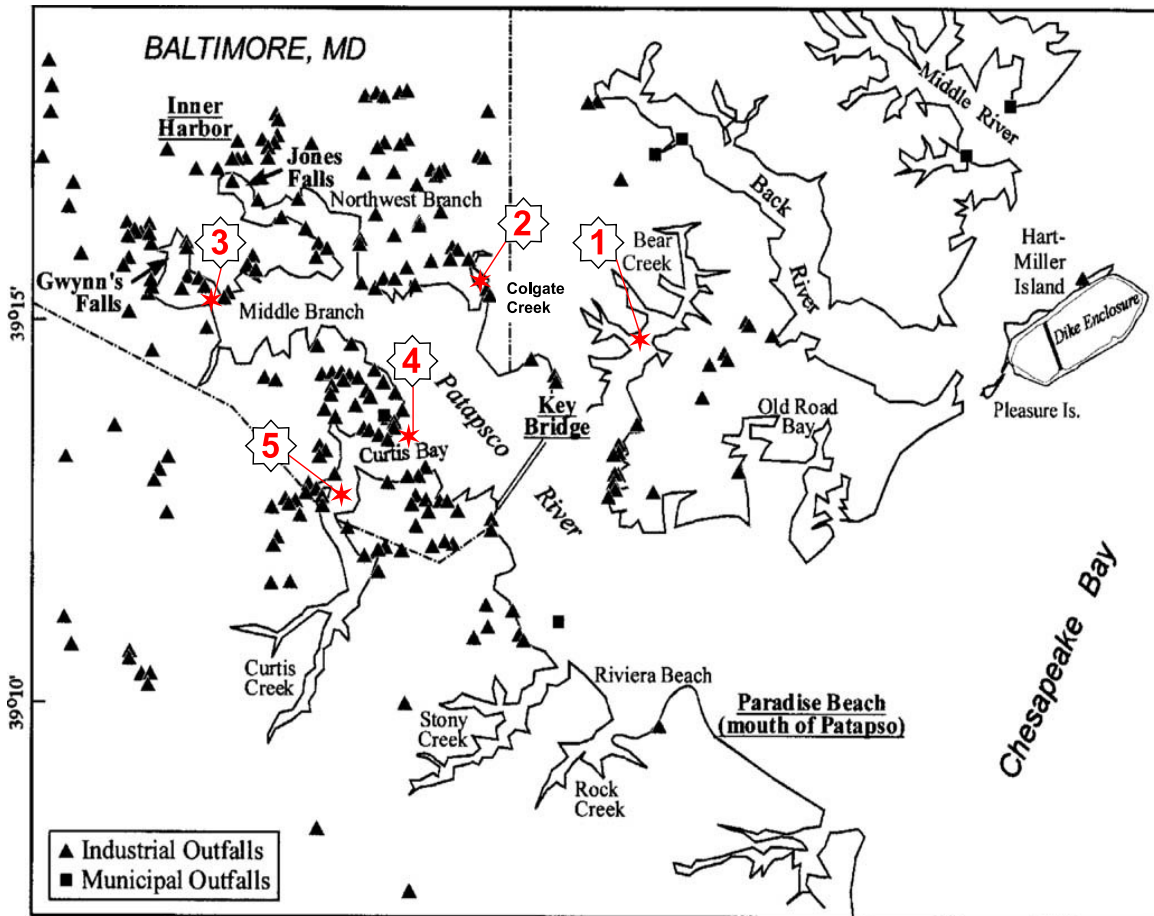 BALTIMORE, MD
Inner
Harbor
Jones
Falls
Northwest Branch
Middle River
Back
River
2
1
3
Bear
Creek
Hart-
Miller
Island
Gwynn's
Falls
Colgate
Creek
39°15'
Middle Branch
Dike Enclosure
4
Patapsco
River
Key
Bridge
Pleasure Is.
Old Road
Bay
5
Curtis Bay
Chesapeake Bay
Curtis
Creek
39°10'
Riviera Beach
Stony
Creek
Paradise Beach
(mouth of Patapso)
Rock
Creek
Industrial Outfalls
Municipal Outfalls